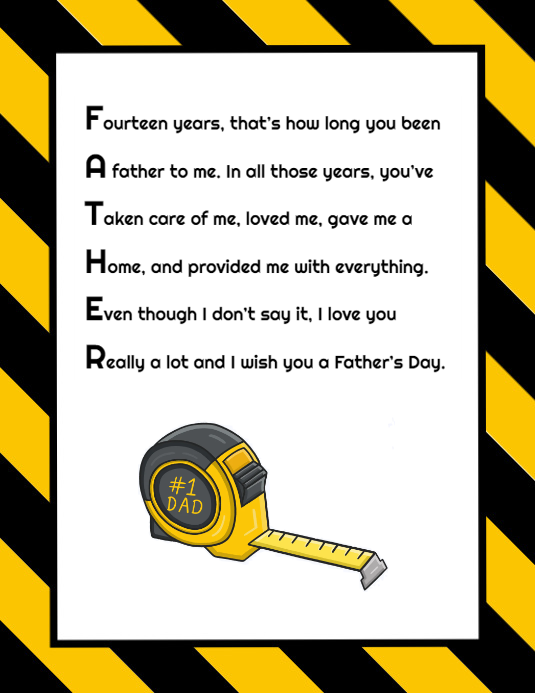 Fourteen years, that's how long you been
A father to me. In all those years, you've
Taken care of me, loved me, gave me a
Home, and provided me with everything.
Even though I don't say it, I love you
Really a lot and I wish you a Father's Day.
#1
DAD